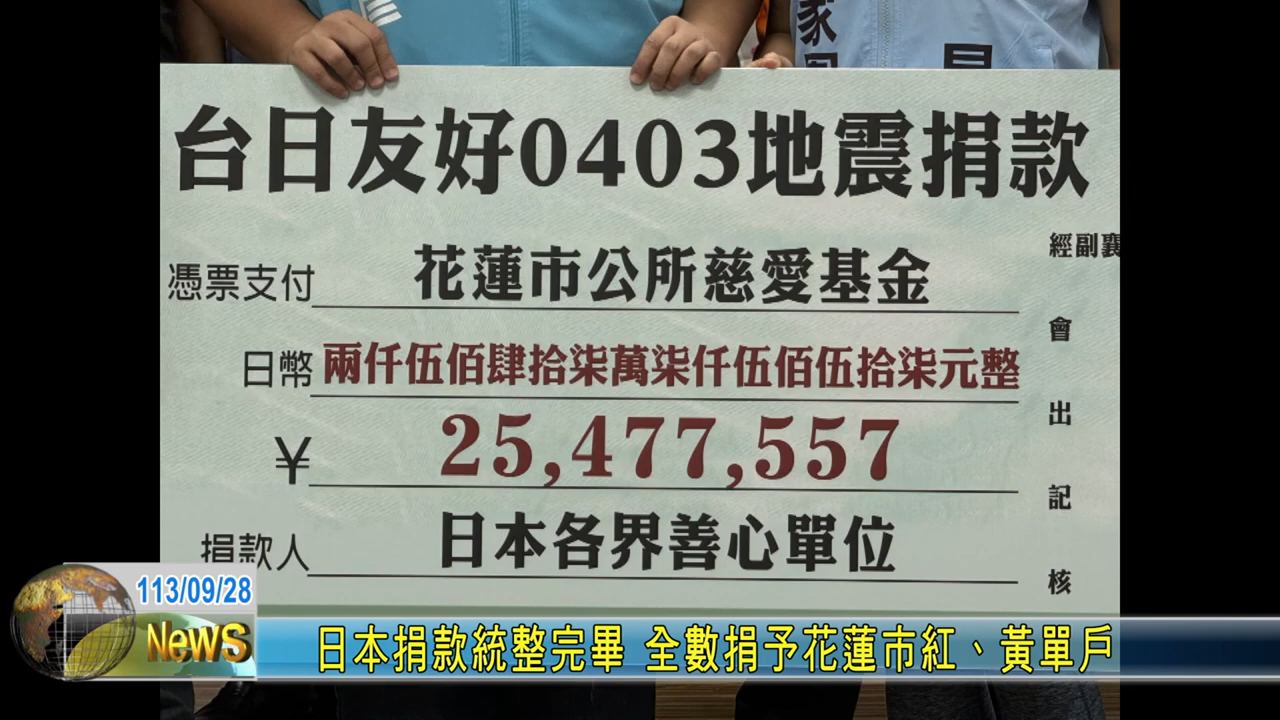 台日友好0403地震捐款
經副襄
憑票支付 花蓮市公所慈愛基金
會
日幣 兩仟伍佰肆拾柒萬柒仟伍佰伍拾柒元整
出
¥ 25,477,557
記
捐款人 日本各界善心單位
核
113/09/28
News
日本捐款統整完畢 全數捐予花蓮市紅、黃單戶